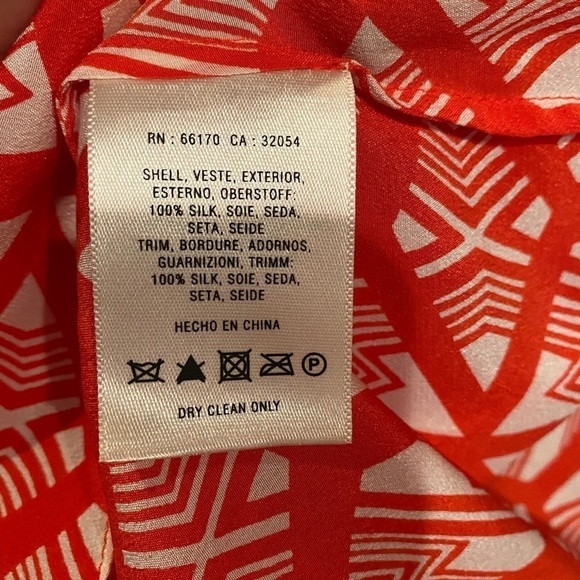 RN : 66170 CA : 32054
SHELL, VESTE, EXTERIOR,
ESTERNO, OBERSTOFF:
100% SILK, SOIE, SEDA,
SETA, SEIDE
TRIM, BORDURE, ADORNOS,
GUARNIZIONI, TRIMM:
100% SILK, SOIE, SEDA,
SETA, SEIDE
HECHO EN CHINA
P
DRY CLEAN ONLY